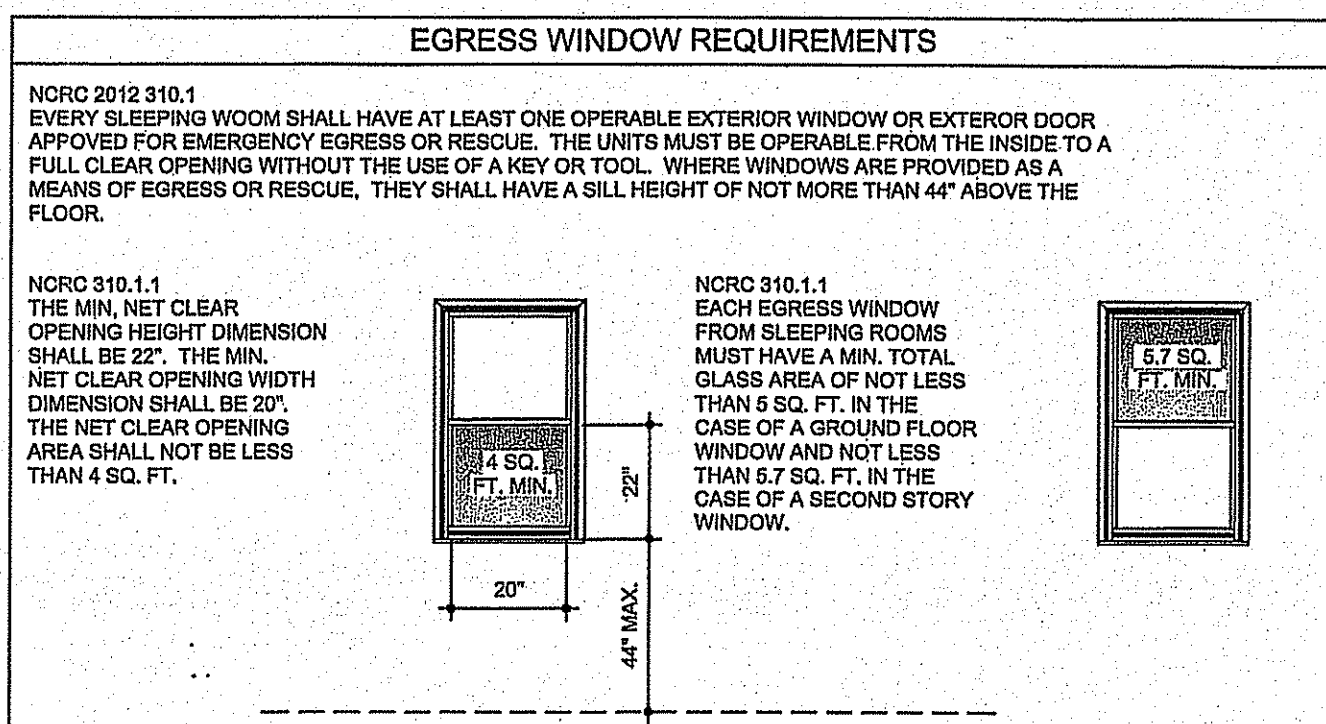 EGRESS WINDOW REQUIREMENTS
NCRC 2012 310.1
EVERY SLEEPING WOOM SHALL HAVE AT LEAST ONE OPERABLE EXTERIOR WINDOW OR EXTEROR DOOR
APPOVED FOR EMERGENCY EGRESS OR RESCUE. THE UNITS MUST BE OPERABLE FROM THE INSIDE TO A
FULL CLEAR OPENING WITHOUT THE USE OF A KEY OR TOOL. WHERE WINDOWS ARE PROVIDED AS A
MEANS OF EGRESS OR RESCUE, THEY SHALL HAVE A SILL HEIGHT OF NOT MORE THAN 44" ABOVE THE
FLOOR.
NCRC 310.1.1
THE MIN, NET CLEAR
OPENING HEIGHT DIMENSION
SHALL BE 22". THE MIN.
NET CLEAR OPENING WIDTH
DIMENSION SHALL BE 20".
THE NET CLEAR OPENING
AREA SHALL NOT BE LESS
THAN 4 SQ. FT.
4 SQ.
FT. MIN.
22"
20"
44" MAX.
NCRC 310.1.1
EACH EGRESS WINDOW
FROM SLEEPING ROOMS
MUST HAVE A MIN. TOTAL
GLASS AREA OF NOT LESS
THAN 5 SQ. FT. IN THE
CASE OF A GROUND FLOOR
WINDOW AND NOT LESS
THAN 5.7 SQ. FT. IN THE
CASE OF A SECOND STORY
WINDOW.
5.7 SQ.
FT. MIN.